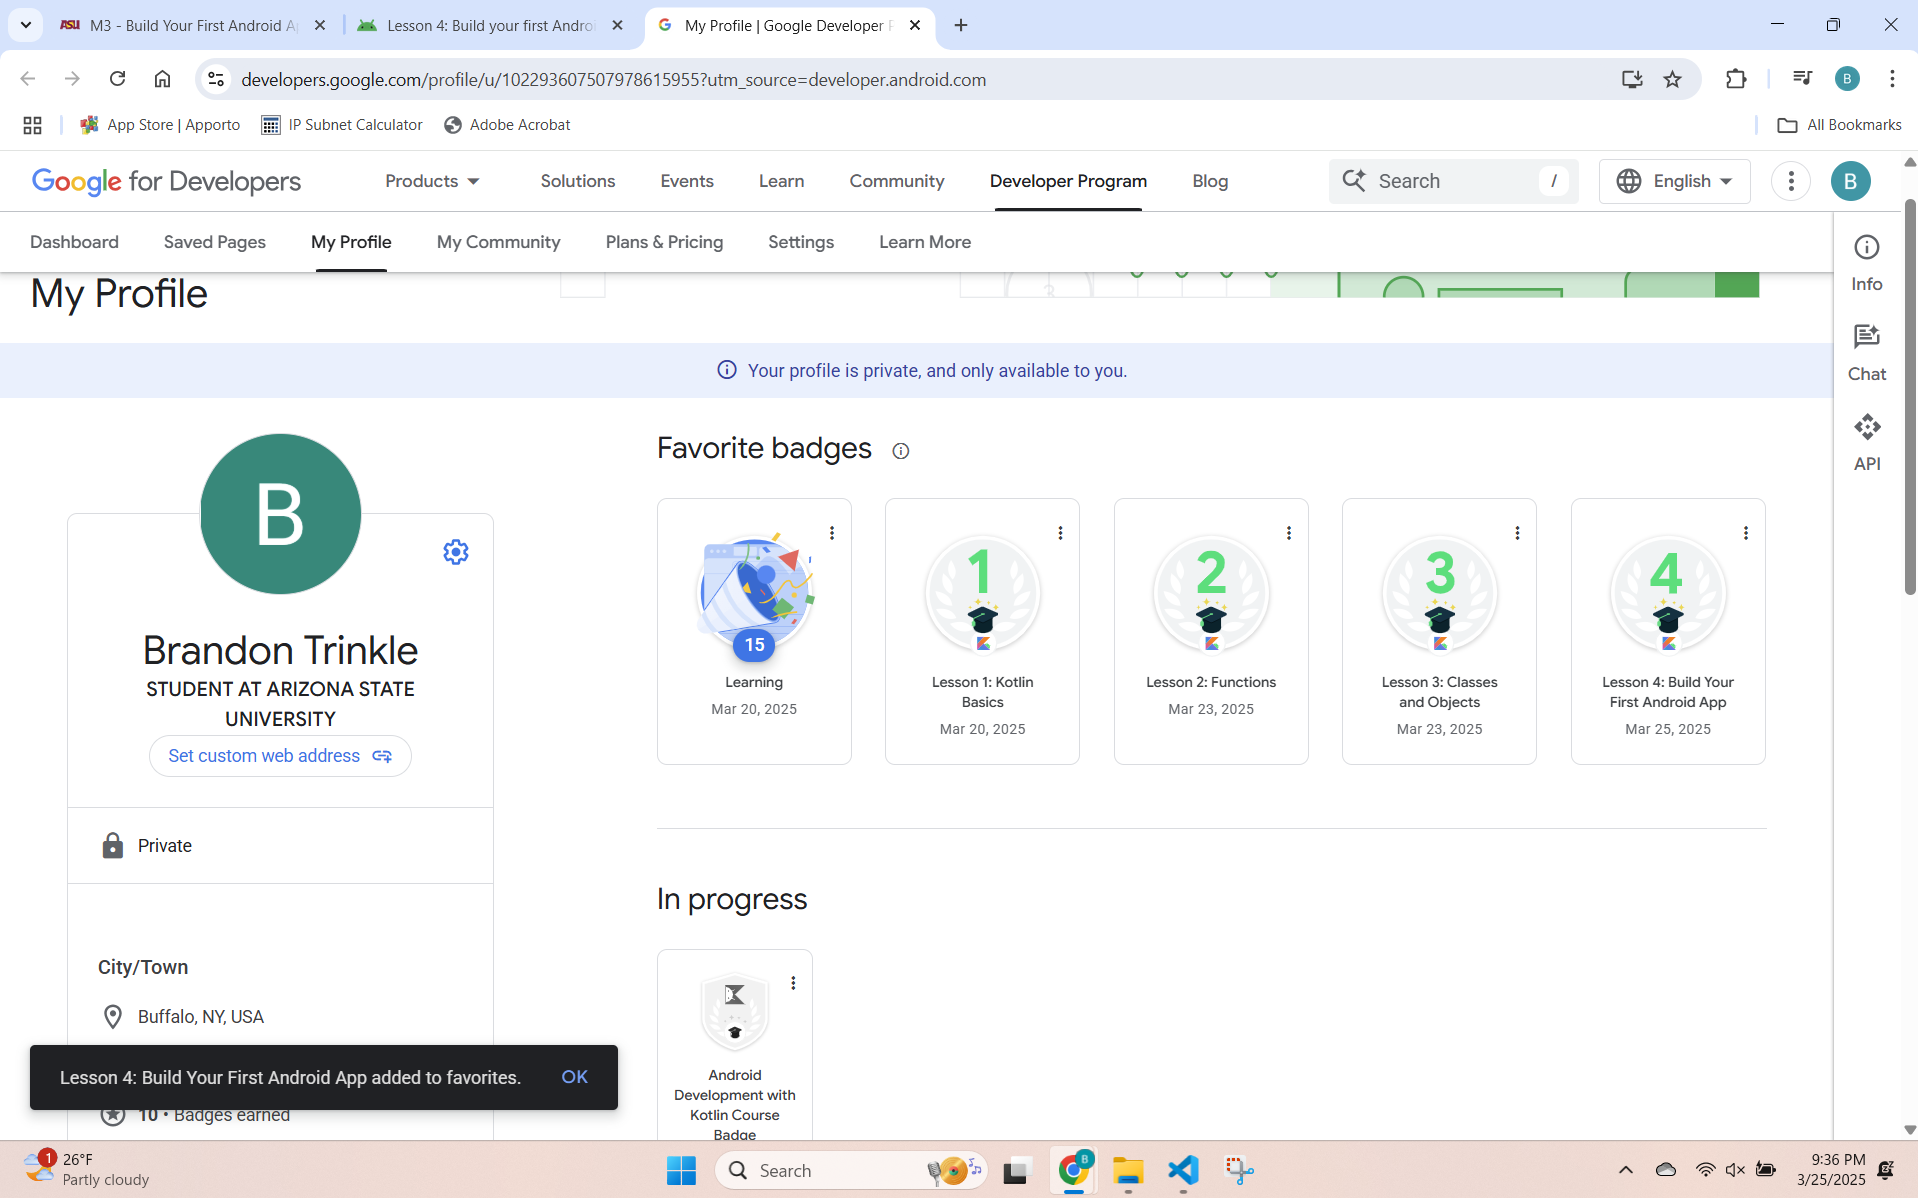 M3 - Build Your First Android A
Lesson 4: Build your first Androi
My Profile | Google Developer P
developers.google.com/profile/u/102293607507978615955?utm_source=developer.android.com
B
App Store | Apporto
IP Subnet Calculator
Adobe Acrobat
All Bookmarks
Google for Developers
Products
Solutions
Events
Learn
Community
Developer Program
Blog
Search
/
English
B
Dashboard
Saved Pages
My Profile
My Community
Plans & Pricing
Settings
Learn More
Info
Chat
API
My Profile
3
Your profile is private, and only available to you.
B
Brandon Trinkle
STUDENT AT ARIZONA STATE
UNIVERSITY
Set custom web address
Private
City/Town
Buffalo, NY, USA
10 • Badges earned
Lesson 4: Build Your First Android App added to favorites.
OK
Favorite badges
15
Learning
Mar 20, 2025
1
Lesson 1: Kotlin
Basics
Mar 20, 2025
2
Lesson 2: Functions
Mar 23, 2025
3
Lesson 3: Classes
and Objects
Mar 23, 2025
4
Lesson 4: Build Your
First Android App
Mar 25, 2025
In progress
Android
Development with
Kotlin Course
Badge
1
26°F
Partly cloudy
Search
B
9:36 PM
3/25/2025